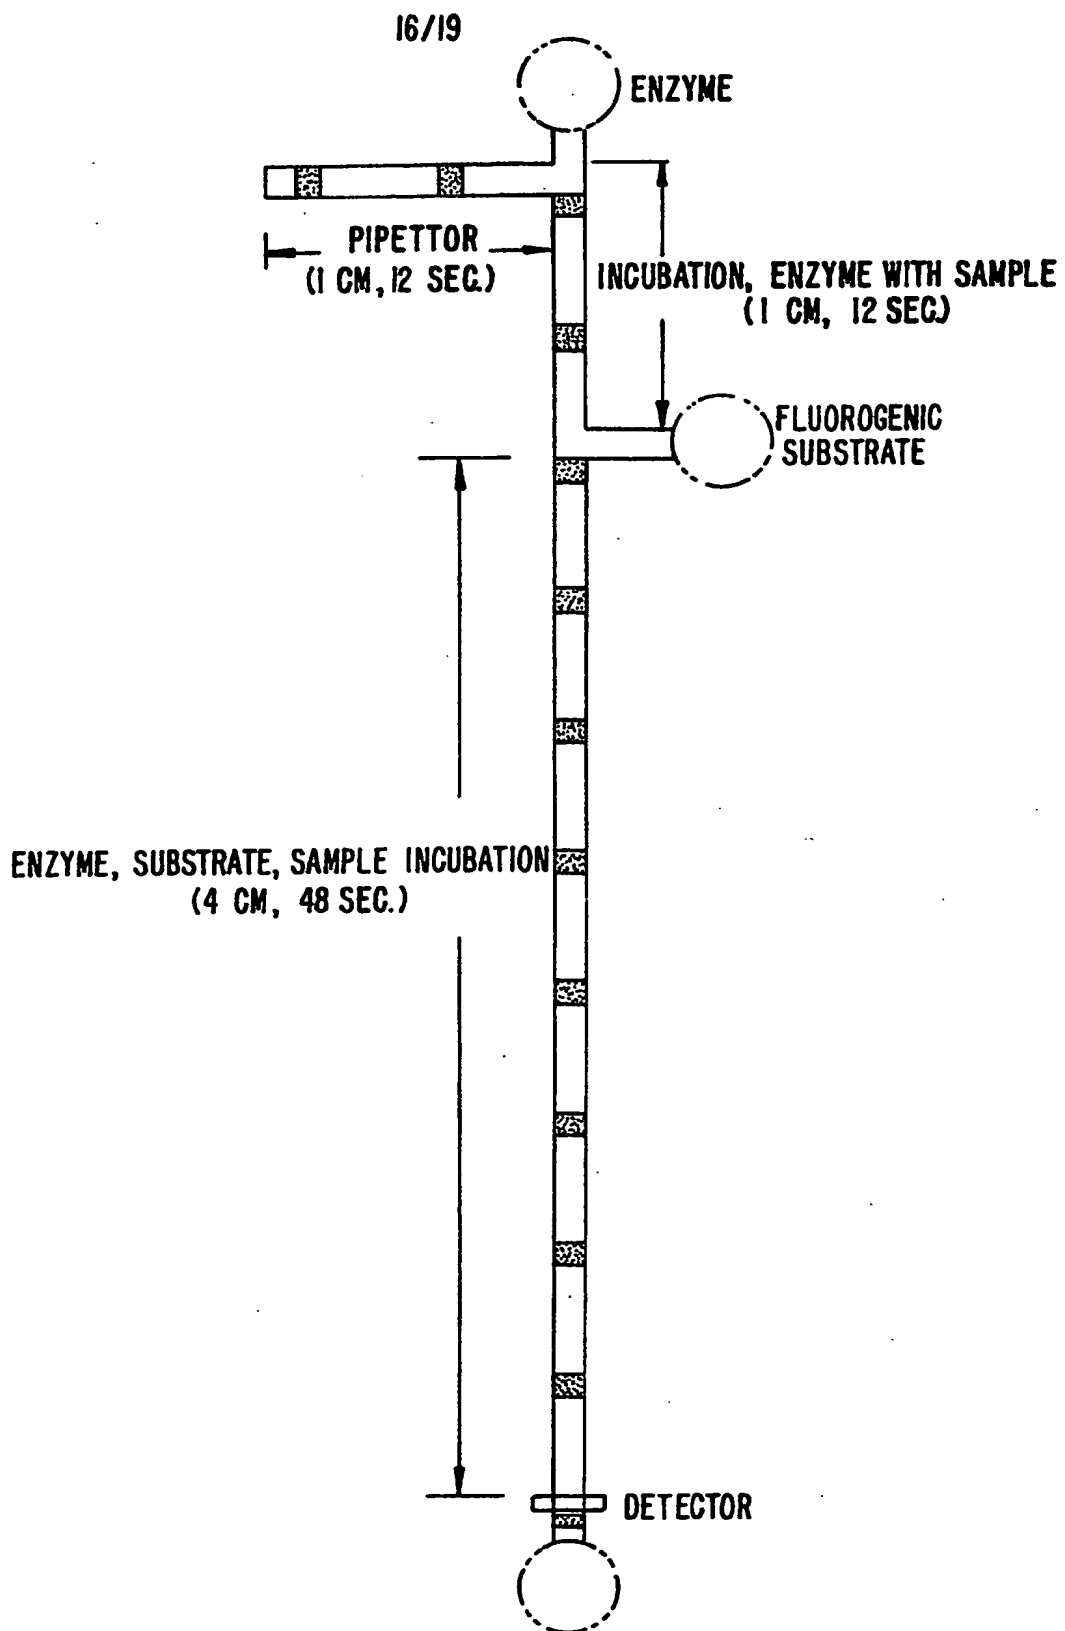 16/19
ENZYME
PIPETTOR
(1 CM, 12 SEC.)
INCUBATION, ENZYME WITH SAMPLE
(1 CM, 12 SEC.)
FLUOROGENIC
SUBSTRATE
ENZYME, SUBSTRATE, SAMPLE INCUBATION
(4 CM, 48 SEC.)
DETECTOR